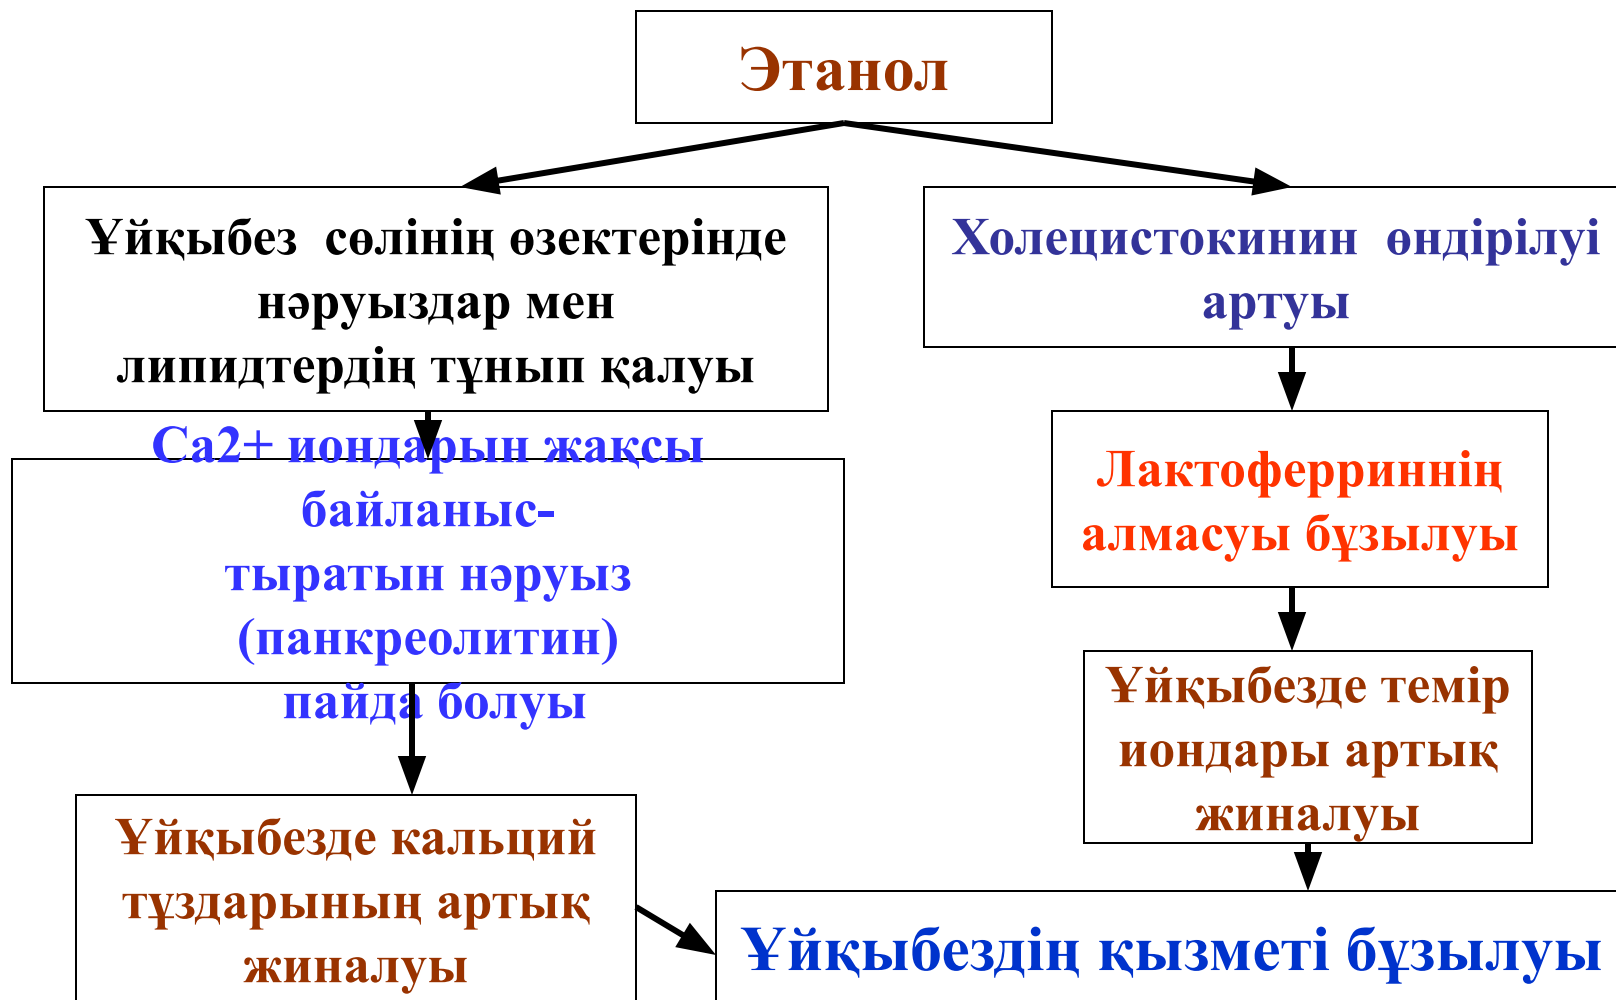 Этанол
Ұйқыбез сөлінің өзектерінде
нәруыздар мен
липидтердің тұнып қалуы
Холецистокинин өндірілуі
артуы
Са2+ иондарын жақсы
байланыс-
тыратын нәруыз
(панкреолитин)
пайда болуы
Лактоферриннің
алмасуы бұзылуы
Ұйқыбезде темір
иондары артық
жиналуы
Ұйқыбезде кальций
тұздарының артық
жиналуы
Ұйқыбездің қызметі бұзылуы